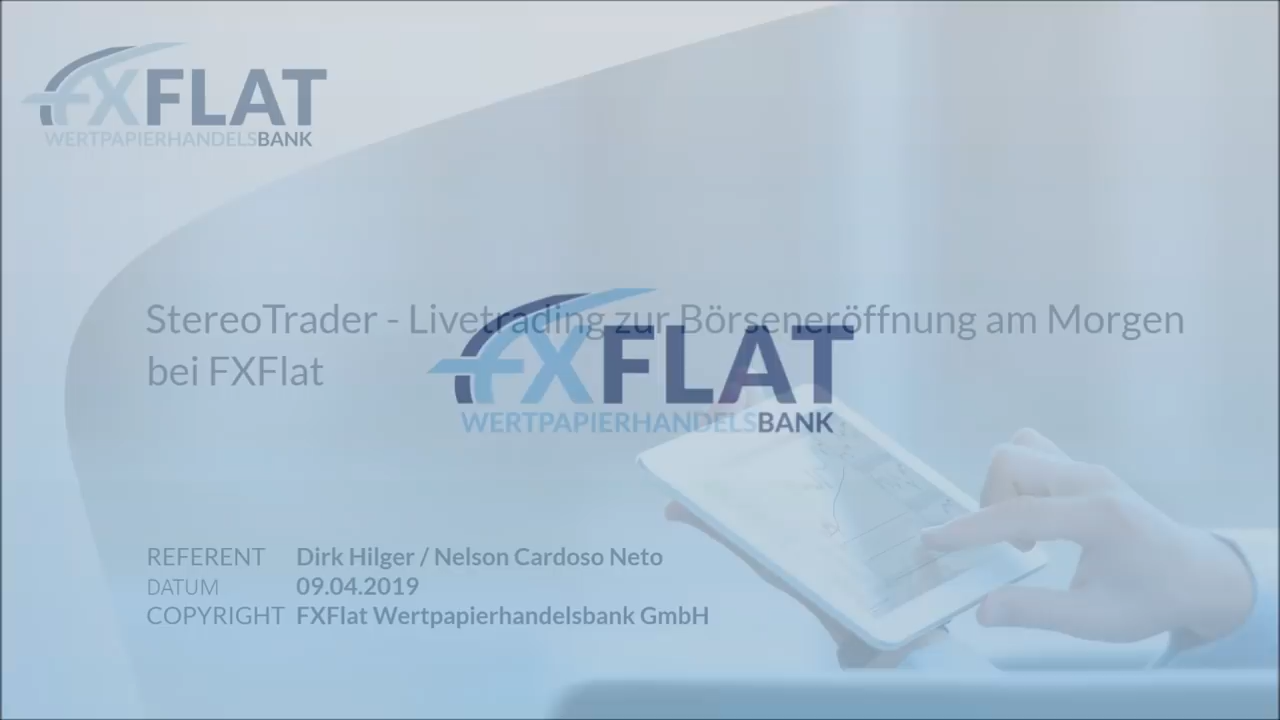 FXFLAT
WERTPAPIERHANDELSBANK
StereoTrader - Livetrading zur Börseneröffnung am Morgen
bei FXFlat
FXFLAT
WERTPAPIERHANDELSBANK
REFERENT Dirk Hilger / Nelson Cardoso Neto
DATUM 09.04.2019
COPYRIGHT FXFlat Wertpapierhandelsbank GmbH